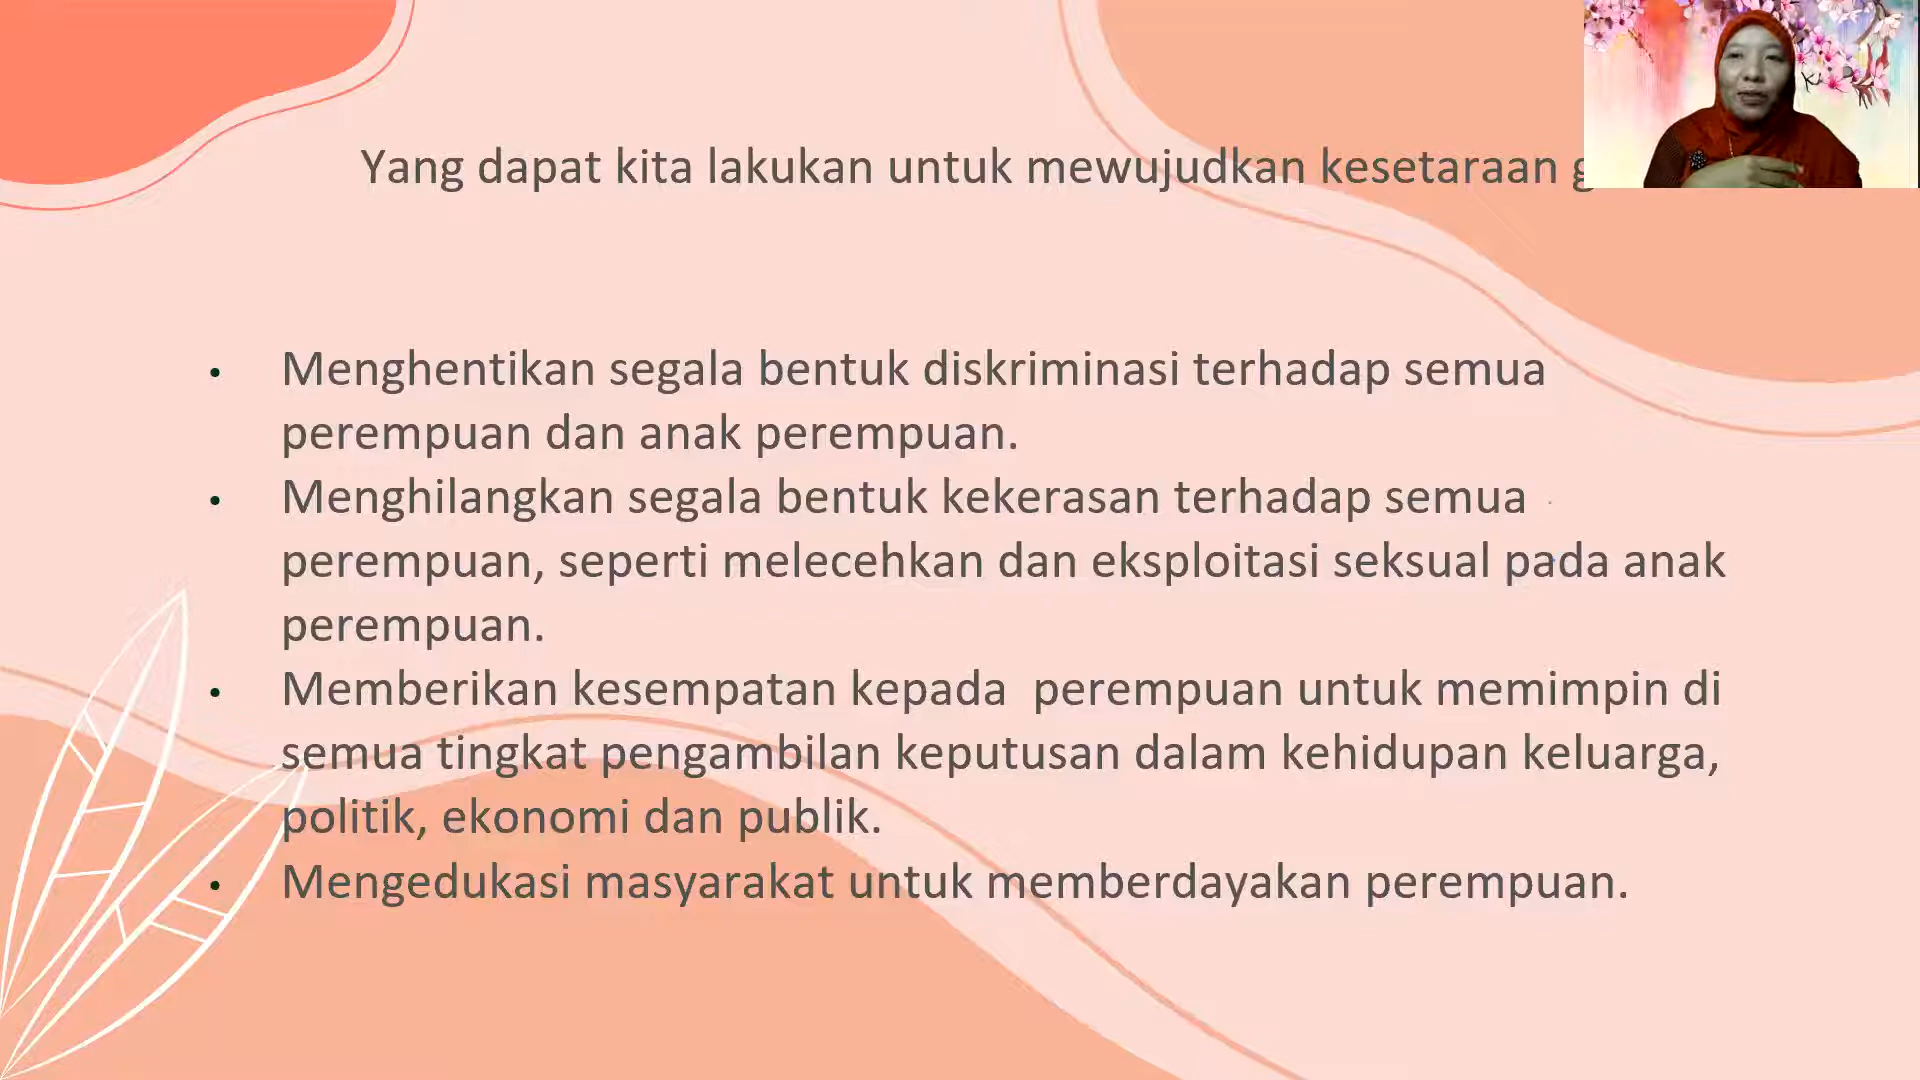 Yang dapat kita lakukan untuk mewujudkan kesetaraan
• Menghentikan segala bentuk diskriminasi terhadap semua
perempuan dan anak perempuan.
• Menghilangkan segala bentuk kekerasan terhadap semua
perempuan, seperti melecehkan dan eksploitasi seksual pada anak
perempuan.
• Memberikan kesempatan kepada  perempuan untuk memimpin di
semua tingkat pengambilan keputusan dalam kehidupan keluarga,
politik, ekonomi dan publik.
• Mengedukasi masyarakat untuk memberdayakan perempuan.